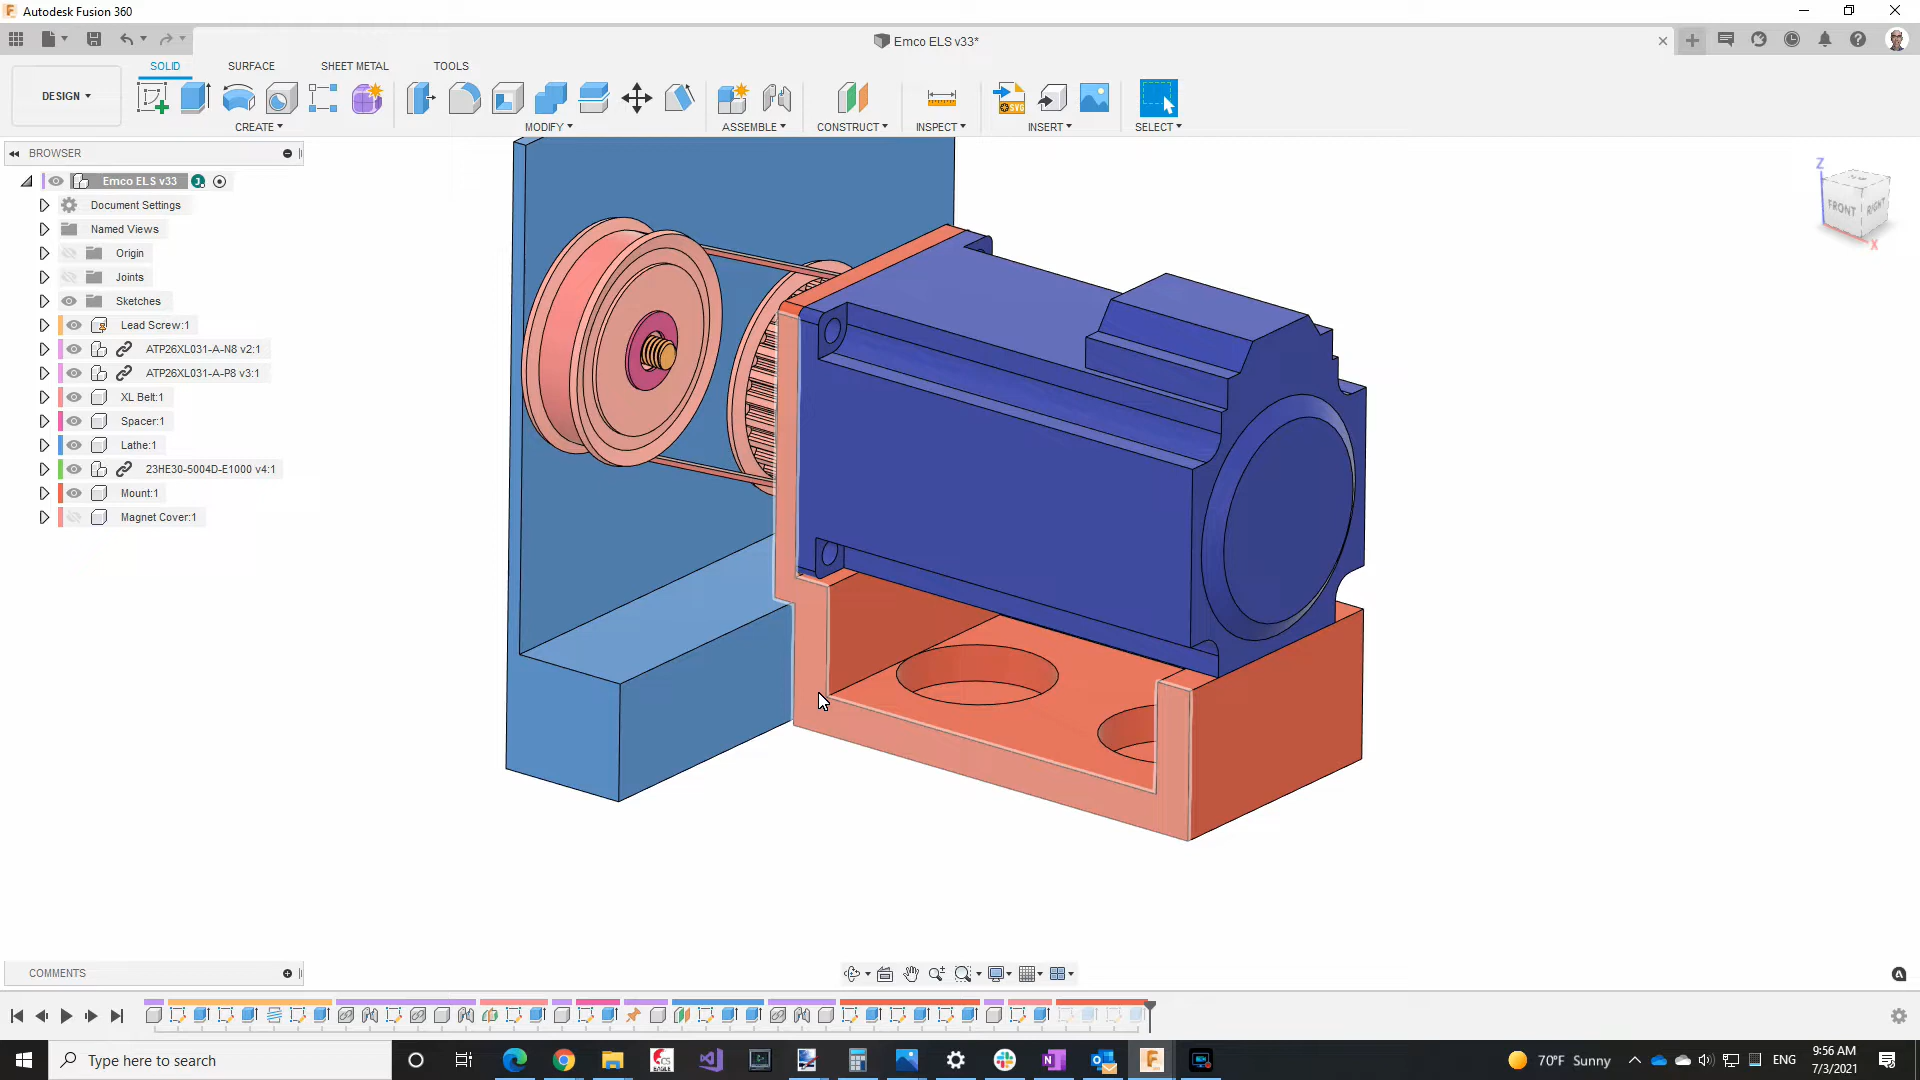 Autodesk Fusion 360
Emco ELS v33*
SOLID SURFACE SHEET METAL TOOLS
DESIGN
CREATE MODIFY ASSEMBLE CONSTRUCT INSPECT INSERT SELECT
BROWSER
Emco ELS v33
Document Settings
Named Views
Origin
Joints
Sketches
Lead Screw:1
ATP26XL031-A-N8 v2:1
ATP26XL031-A-P8 v3:1
XL Belt:1
Spacer:1
Lathe:1
23HE30-5004D-E1000 v4:1
Mount:1
Magnet Cover:1
Z
FRONT RIGHT
X
COMMENTS
Type here to search
70°F Sunny
ENG
9:56 AM
7/3/2021